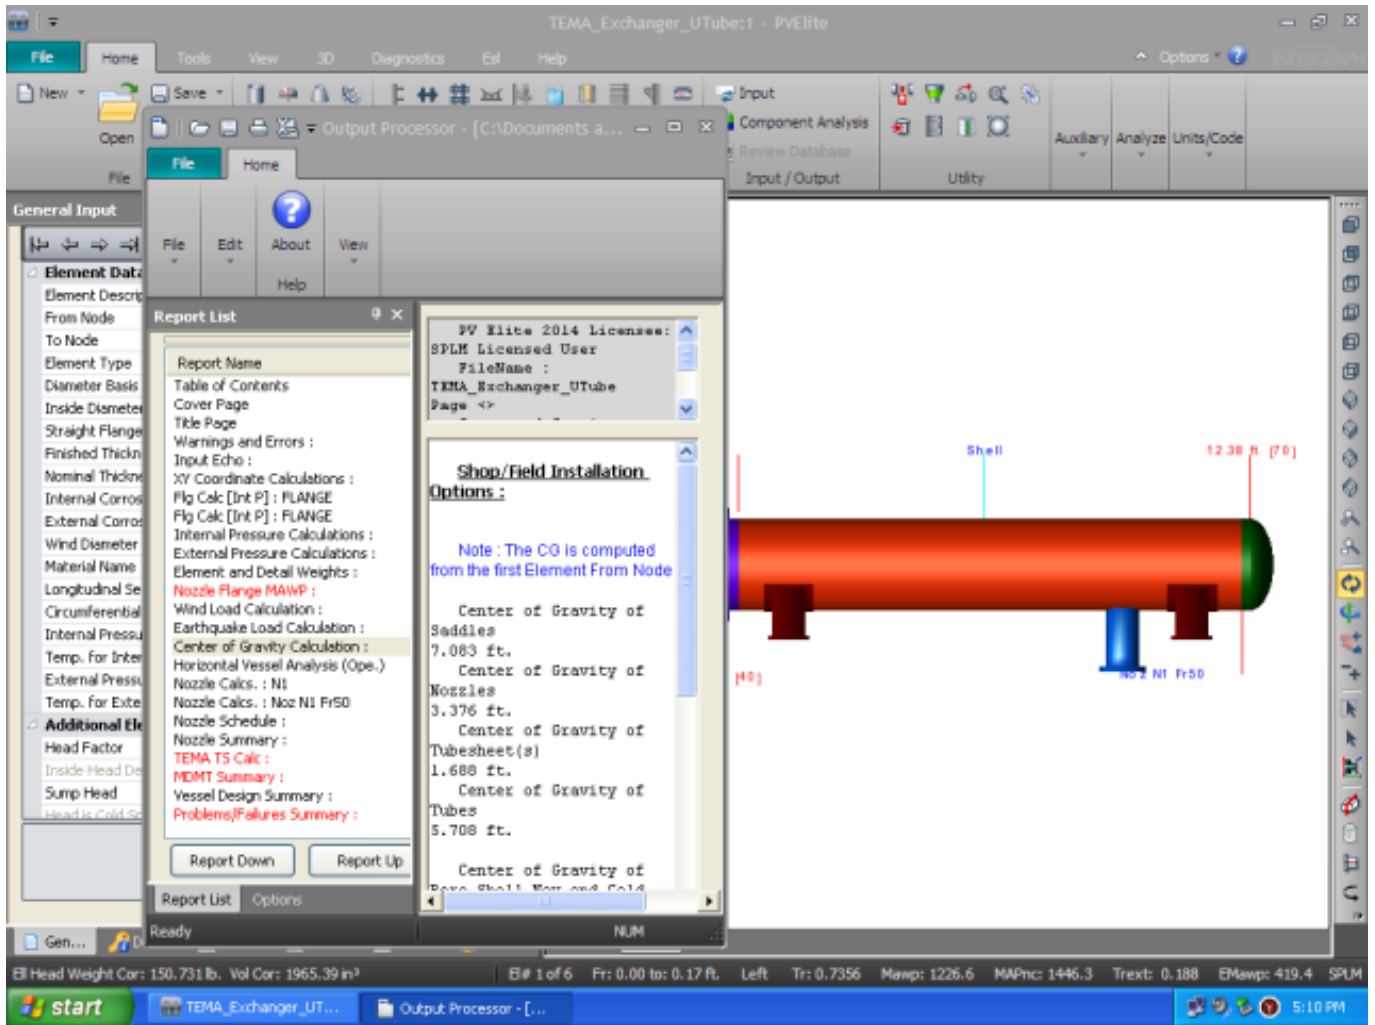 TEMA_Exchanger_UTube:1 - PVElite
File Home Tools View 3D Diagnostics Esl Help Options
INTERGRAPH
New Save Input
Open Component Analysis
Review Database
File Input / Output Utility
Auxiliary Analyze Units/Code
Output Processor - [C:\Documents a...
File Home
File Edit About View
Help
General Input
Element Data
Element Descrip
From Node
To Node
Element Type
Diameter Basis
Inside Diameter
Straight Flange
Finished Thickn
Nominal Thickne
Internal Corros
External Corros
Wind Diameter
Material Name
Longitudinal Se
Circumferential
Internal Pressu
Temp. for Inter
External Pressu
Temp. for Exte
Additional Ele
Head Factor
Inside Head De
Sump Head
Head is Cold Sp
Report List
Report Name
Table of Contents
Cover Page
Title Page
Warnings and Errors :
Input Echo :
XY Coordinate Calculations :
Flg Calc [Int P] : FLANGE
Flg Calc [Int P] : FLANGE
Internal Pressure Calculations :
External Pressure Calculations :
Element and Detail Weights :
Nozzle Flange MAWP :
Wind Load Calculation :
Earthquake Load Calculation :
Center of Gravity Calculation :
Horizontal Vessel Analysis (Ope.)
Nozzle Calcs. : N1
Nozzle Calcs. : Noz N1 Fr50
Nozzle Schedule :
Nozzle Summary :
TEMA TS Calc :
MDMT Summary :
Vessel Design Summary :
Problems/Failures Summary :
Report Down Report Up
Report List Options
Ready NUM
PV Elite 2014 Licensee:
SPLM Licensed User
FileName :
TEMA_Exchanger_UTube
Page <>
Shop/Field Installation
Options :
Note : The CG is computed
from the first Element From Node
Center of Gravity of
Saddles
7.083 ft.
Center of Gravity of
Nozzles
3.376 ft.
Center of Gravity of
Tubesheet(s)
1.688 ft.
Center of Gravity of
Tubes
5.708 ft.
Center of Gravity of
Bare Shell New and Cold
Shell
12.38 ft. [70]
[40]
Noz N1 Fr50
Gen... D
Ell Head Weight Cor: 150.731 lb. Vol Cor: 1965.39 in³ El# 1 of 6 Fr: 0.00 to: 0.17 ft. Left Tr: 0.7356 Mawp: 1226.6 MAPnc: 1446.3 Trext: 0.188 EMawp: 419.4 SPLM
start TEMA_Exchanger_UT... Output Processor - [... 5:10 PM